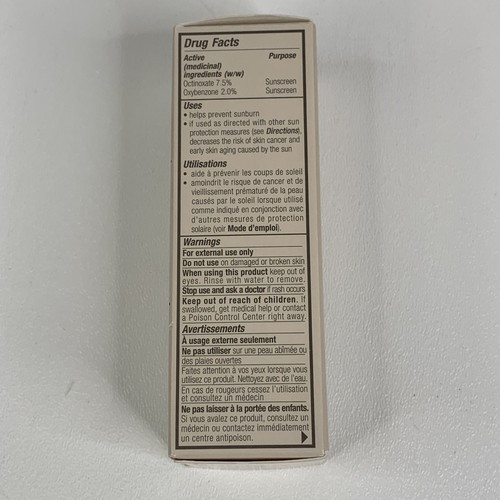 Drug Facts
Active Purpose
(medicinal)
ingredients (w/w)
Octinoxate 7.5% Sunscreen
Oxybenzone 2.0% Sunscreen
Uses
• helps prevent sunburn
• if used as directed with other sun
protection measures (see Directions),
decreases the risk of skin cancer and
early skin aging caused by the sun
Utilisations
• aide à prévenir les coups de soleil
• amoindrit le risque de cancer et de
vieillissement prématuré de la peau
causés par le soleil lorsque utilisé
comme indiqué en conjonction avec
d'autres mesures de protection
solaire (voir Mode d'emploi).
Warnings
For external use only
Do not use on damaged or broken skin
When using this product keep out of
eyes. Rinse with water to remove.
Stop use and ask a doctor if rash occurs
Keep out of reach of children. If
swallowed, get medical help or contact
a Poison Control Center right away.
Avertissements
À usage externe seulement
Ne pas utiliser sur une peau abîmée ou
des plaies ouvertes
Faites attention à vos yeux lorsque vous
utilisez ce produit. Nettoyez avec de l'eau.
En cas de rougeurs cessez l'utilisation
et consultez un médecin
Ne pas laisser à la portée des enfants.
Si vous avalez ce produit, consultez un
médecin ou contactez immédiatement
un centre antipoison.